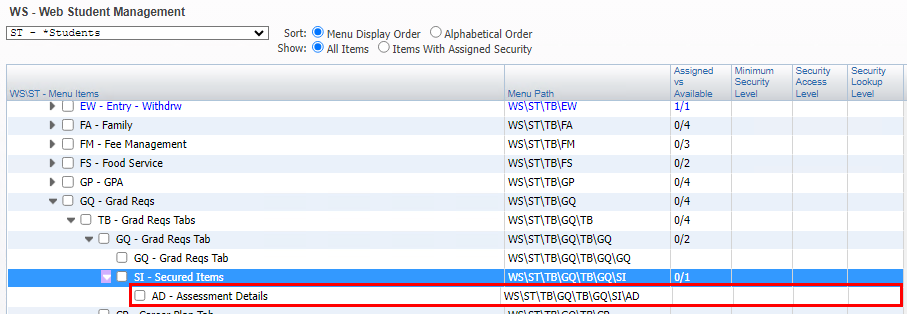 WS - Web Student Management
ST - *Students Sort: Menu Display Order Alphabetical Order
Show: All Items Items With Assigned Security
WS\ST - Menu Items Menu Path Assigned vs Available Minimum Security Level Security Access Level Security Lookup Level
EW - Entry - Withdrw WS\ST\TB\EW 1/1
FA - Family WS\ST\TB\FA 0/4
FM - Fee Management WS\ST\TB\FM 0/3
FS - Food Service WS\ST\TB\FS 0/2
GP - GPA WS\ST\TB\GP 0/4
GQ - Grad Reqs WS\ST\TB\GQ 0/4
TB - Grad Reqs Tabs WS\ST\TB\GQ\TB 0/4
GQ - Grad Reqs Tab WS\ST\TB\GQ\TB\GQ 0/2
GQ - Grad Reqs Tab WS\ST\TB\GQ\TB\GQ\GQ
SI - Secured Items WS\ST\TB\GQ\TB\GQ\SI 0/1
AD - Assessment Details WS\ST\TB\GQ\TB\GQ\SI\AD